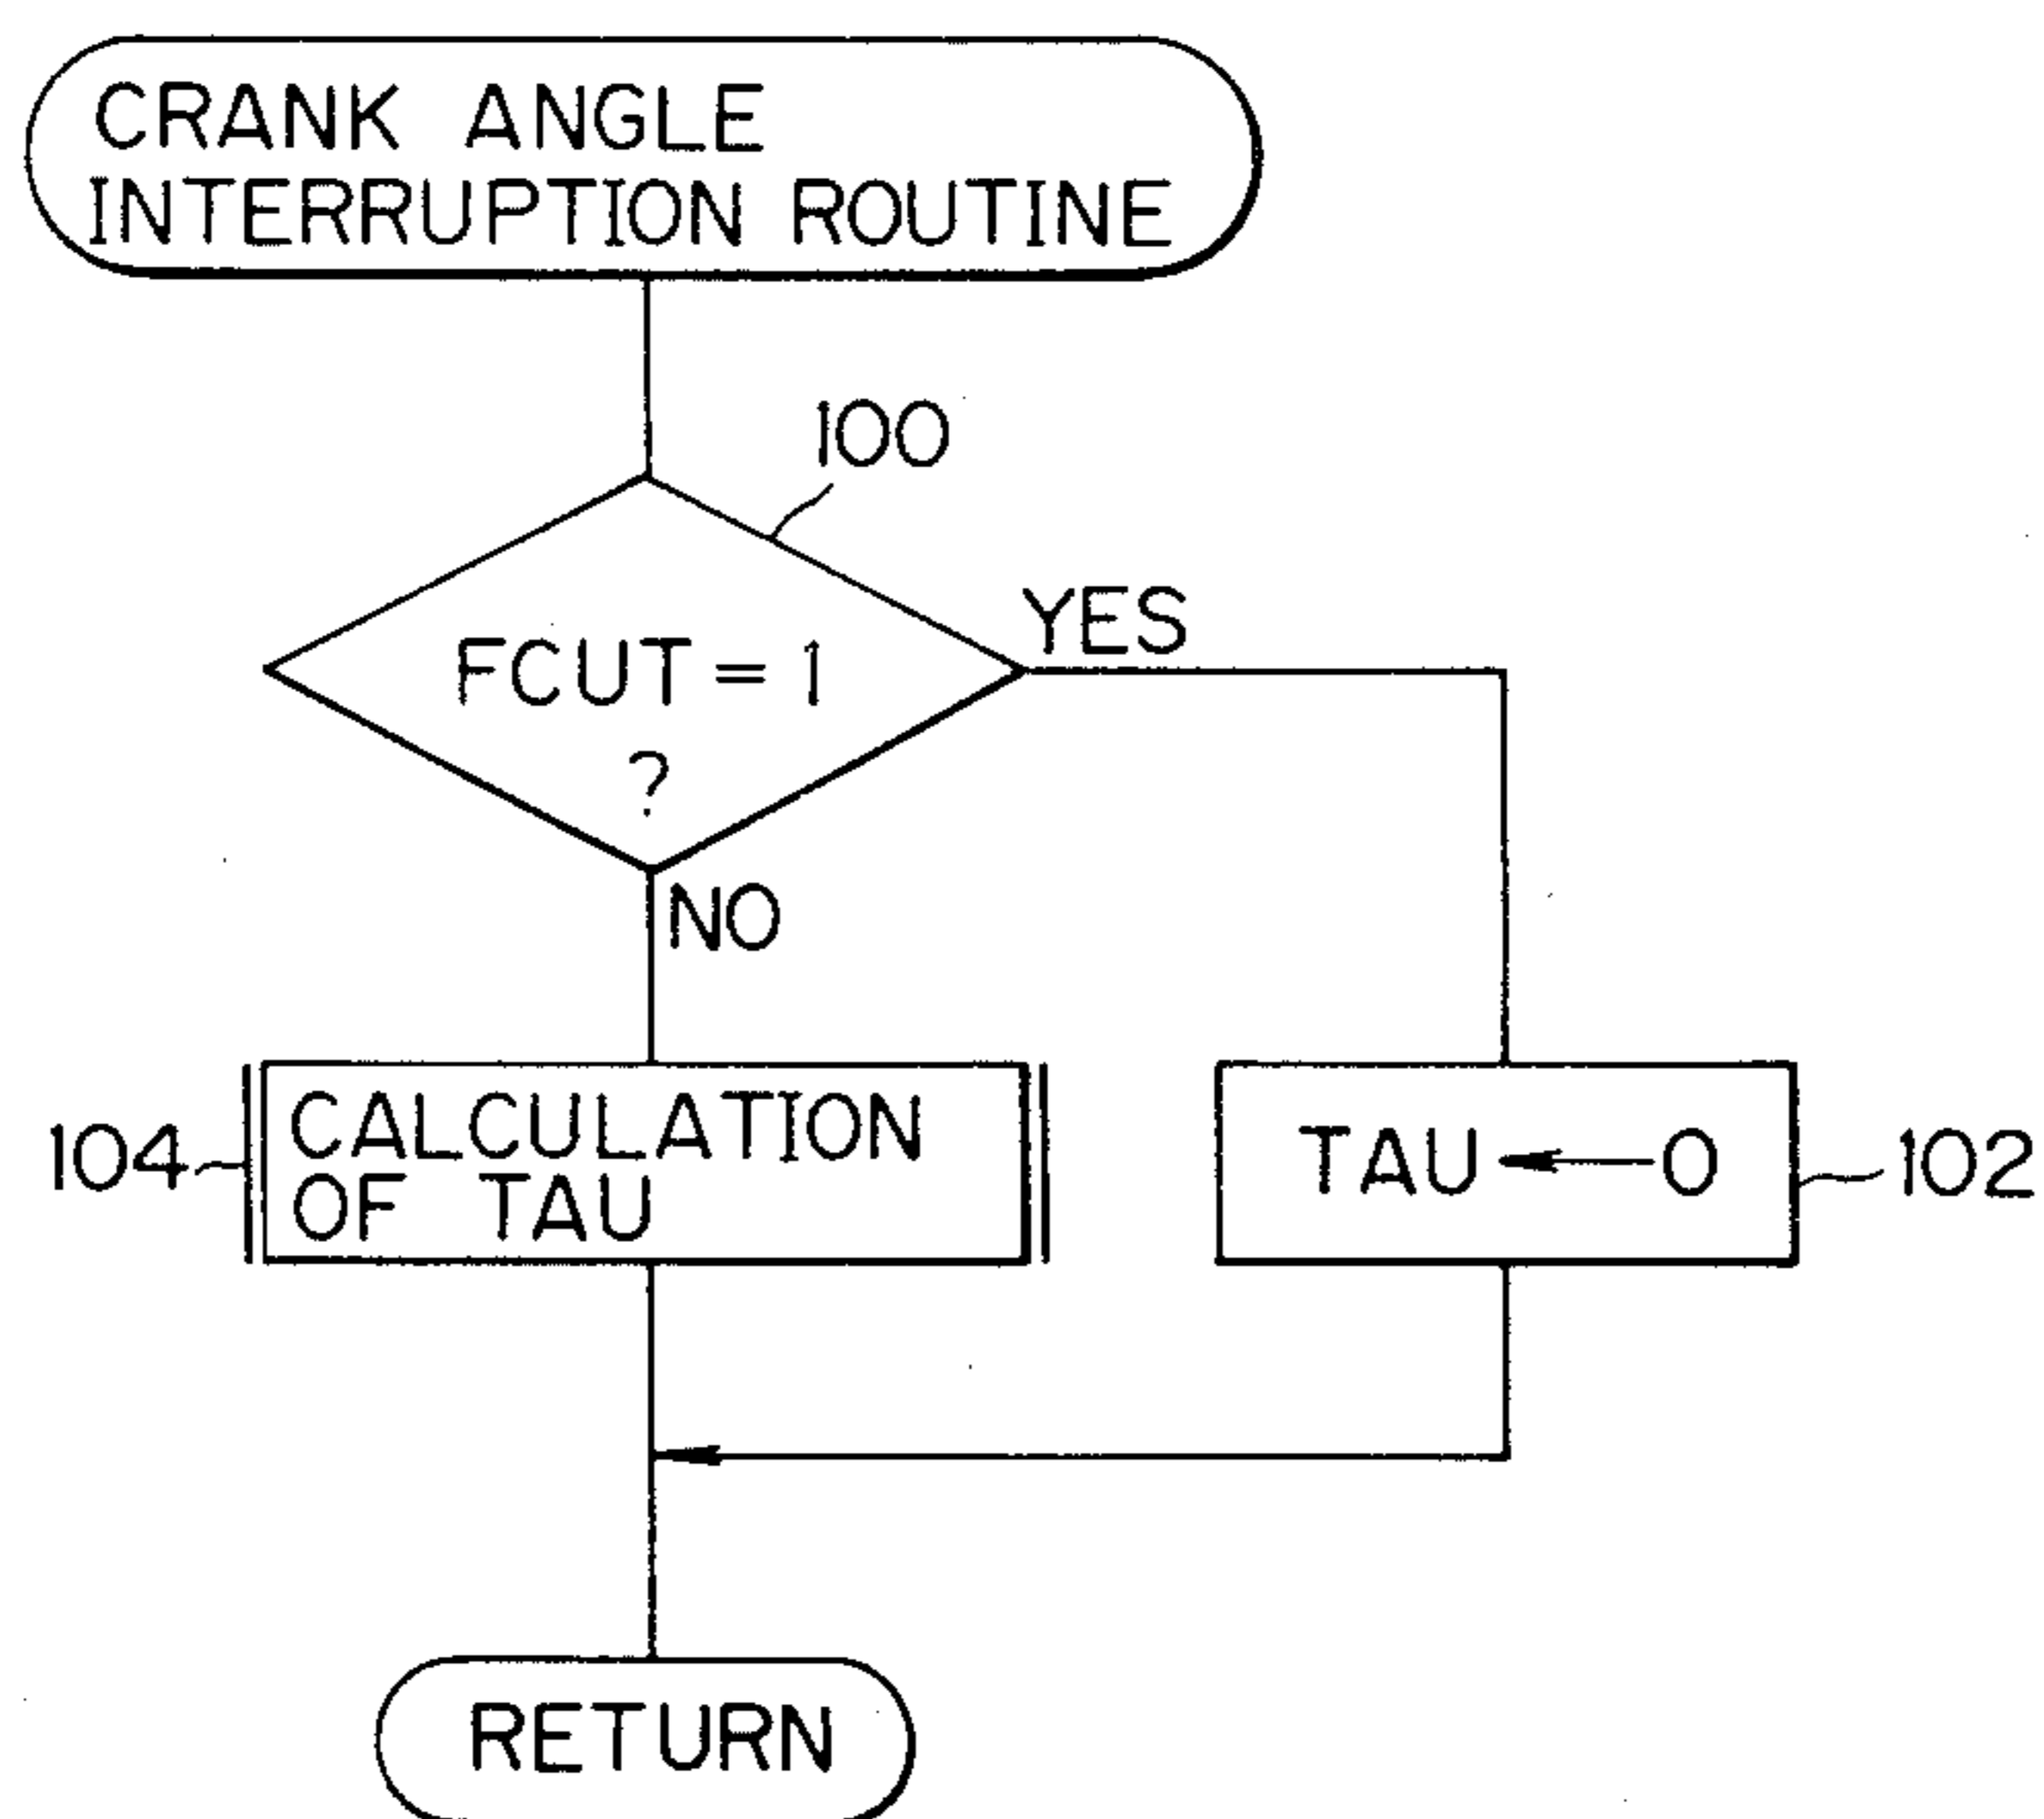 CRANK ANGLE
INTERRUPTION ROUTINE
100
FCUT = 1
?
YES
NO
104
CALCULATION
OF TAU
TAU ← 0
102
RETURN